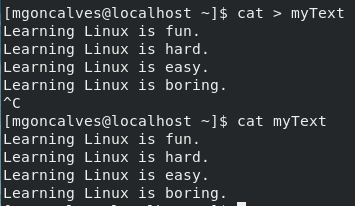 [mgoncalves@localhost ~]$ cat > myText
Learning Linux is fun.
Learning Linux is hard.
Learning Linux is easy.
Learning Linux is boring.
^C
[mgoncalves@localhost ~]$ cat myText
Learning Linux is fun.
Learning Linux is hard.
Learning Linux is easy.
Learning Linux is boring.